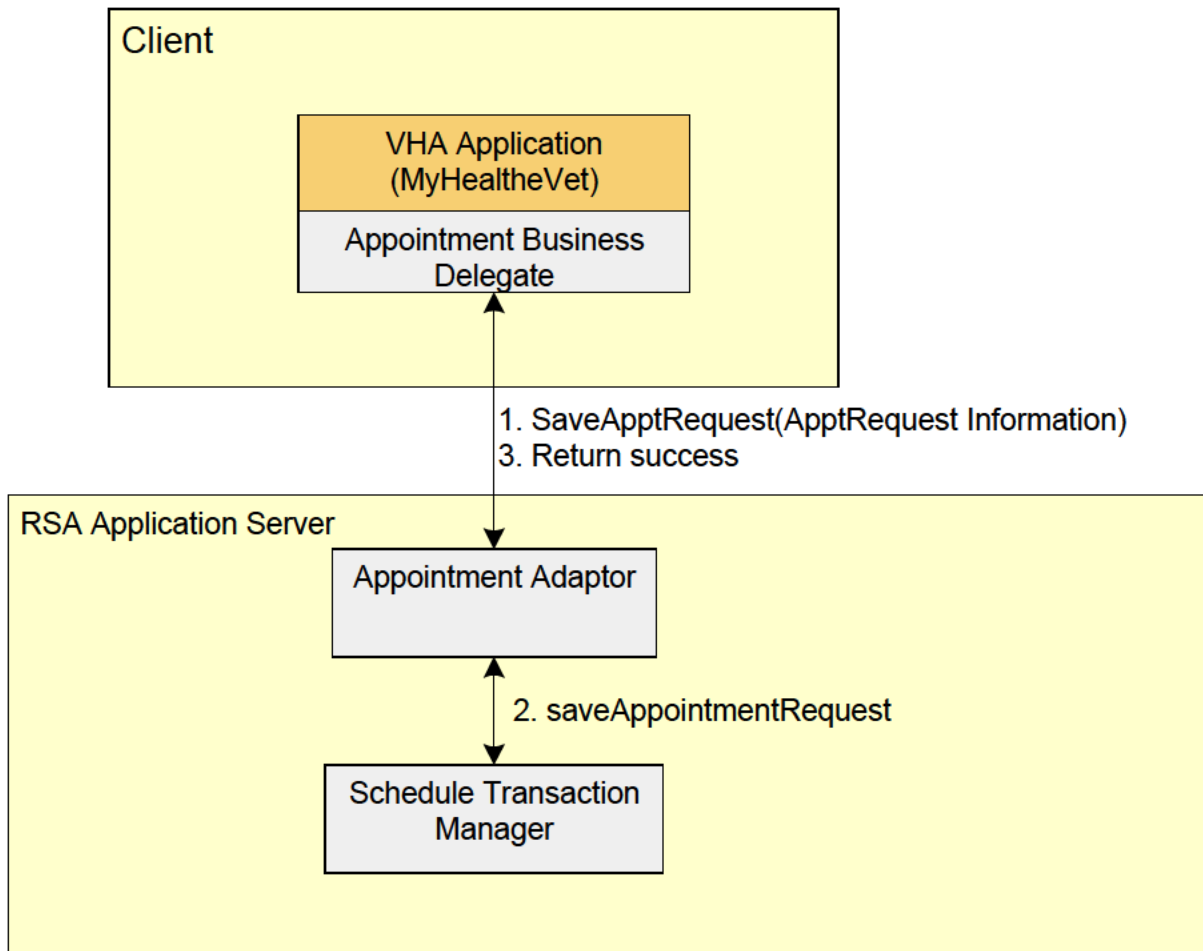 Client
VHA Application
(MyHealtheVet)
Appointment Business
Delegate
1. SaveApptRequest(ApptRequest Information)
3. Return success
RSA Application Server
Appointment Adaptor
2. saveAppointmentRequest
Schedule Transaction
Manager